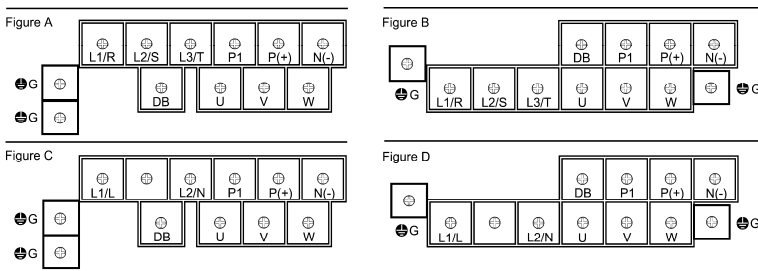 Figure A
L1/R L2/S L3/T P1 P(+) N(-)
G
DB U V W
G
Figure B
DB P1 P(+) N(-)
G L1/R L2/S L3/T U V W G
Figure C
L1/L L2/N P1 P(+) N(-)
G
DB U V W
G
Figure D
DB P1 P(+) N(-)
G L1/L L2/N U V W G